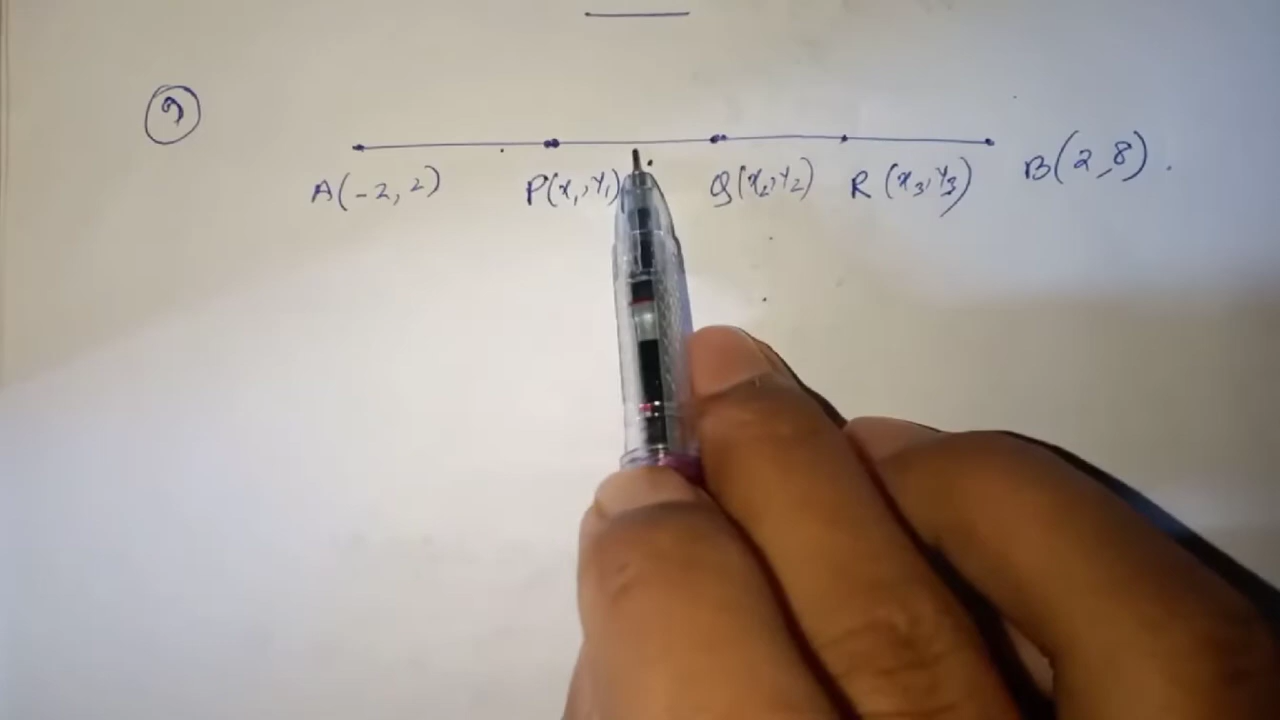 9
A(-2, 2) P(x₁, y₁) Q(x₂, y₂) R(x₃, y₃) B(2, 8).